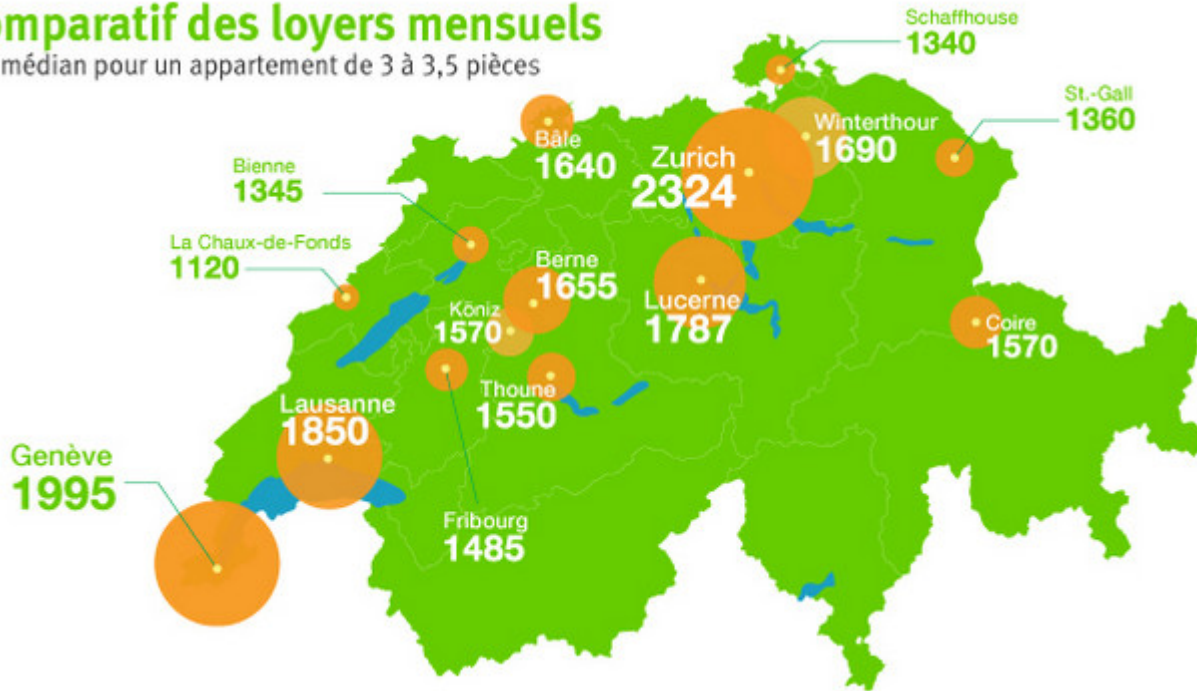 omparatif des loyers mensuels
médian pour un appartement de 3 à 3,5 pièces
Schaffhouse
1340
St.-Gall
1360
Winterthour
1690
Bâle
1640
Zurich
2324
Bienne
1345
La Chaux-de-Fonds
1120
Berne
1655
Köniz
1570
Lucerne
1787
Coire
1570
Thoune
1550
Lausanne
1850
Genève
1995
Fribourg
1485